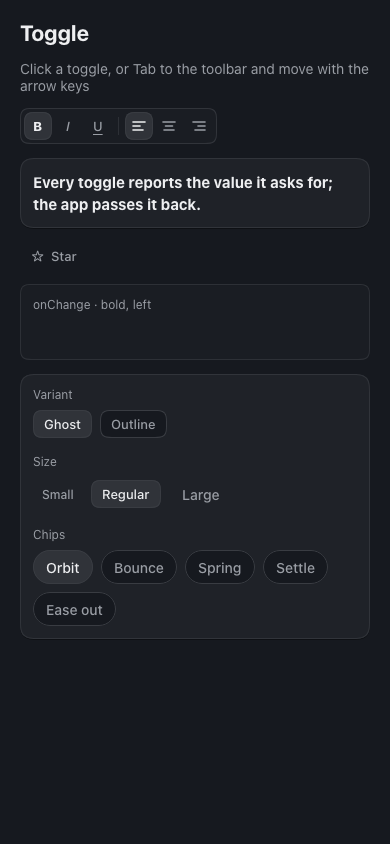 Toggle
Click a toggle, or Tab to the toolbar and move with the
arrow keys
B I U
Every toggle reports the value it asks for;
the app passes it back.
Star
onChange · bold, left
Variant
Ghost Outline
Size
Small Regular Large
Chips
Orbit Bounce Spring Settle
Ease out